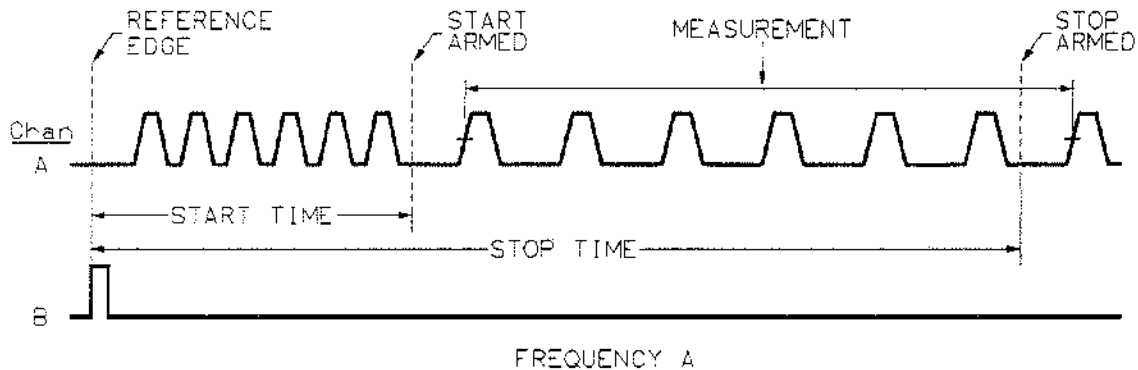 REFERENCE
EDGE
START
ARMED
MEASUREMENT
STOP
ARMED
Chan
A
START TIME
STOP TIME
B
FREQUENCY A